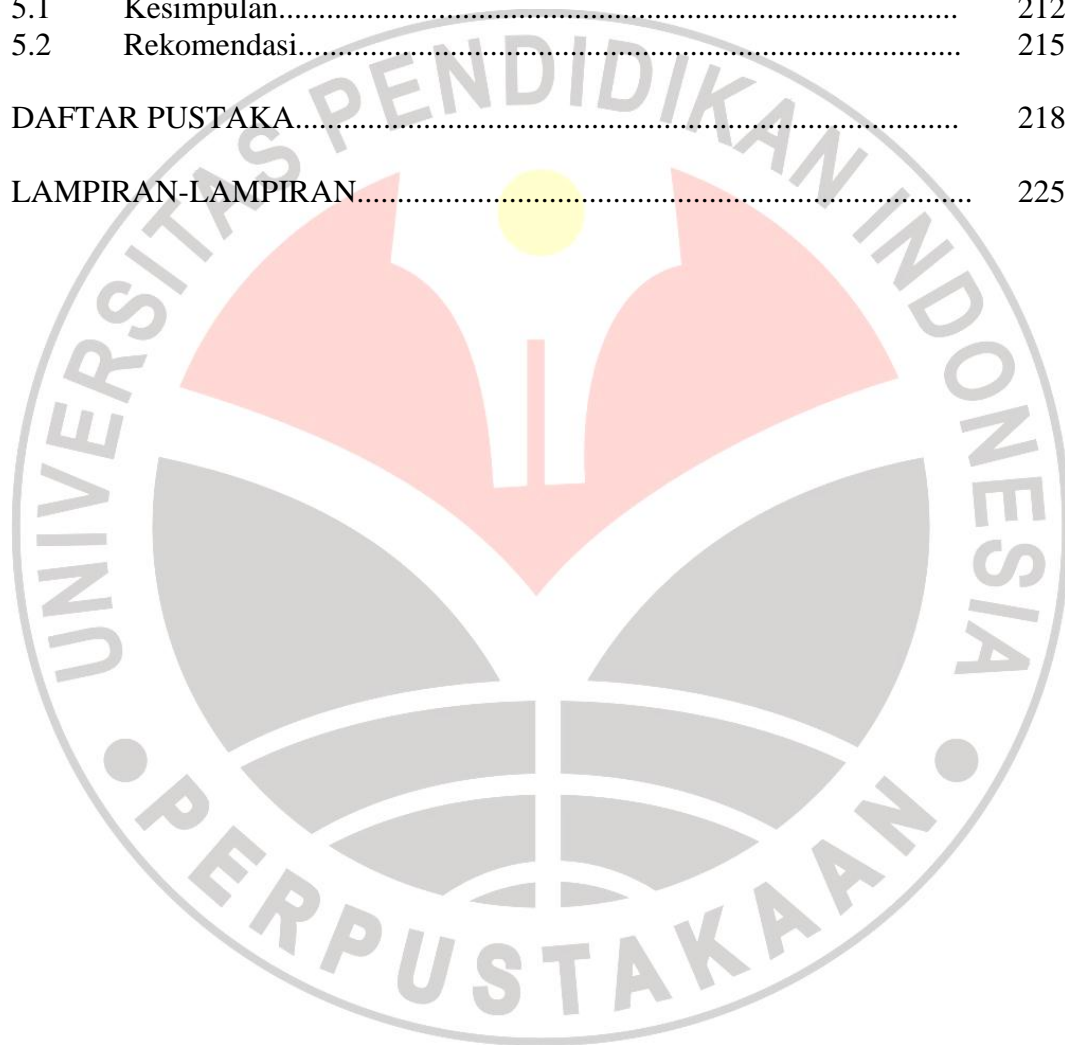 5.1 Kesimpulan........................................................................................................ 212
5.2 Rekomendasi..................................................................................................... 215
DAFTAR PUSTAKA................................................................................................ 218
LAMPIRAN-LAMPIRAN.......................................................................................... 225
UNIVERSITAS PENDIDIKAN INDONESIA
PERPUSTAKAAN